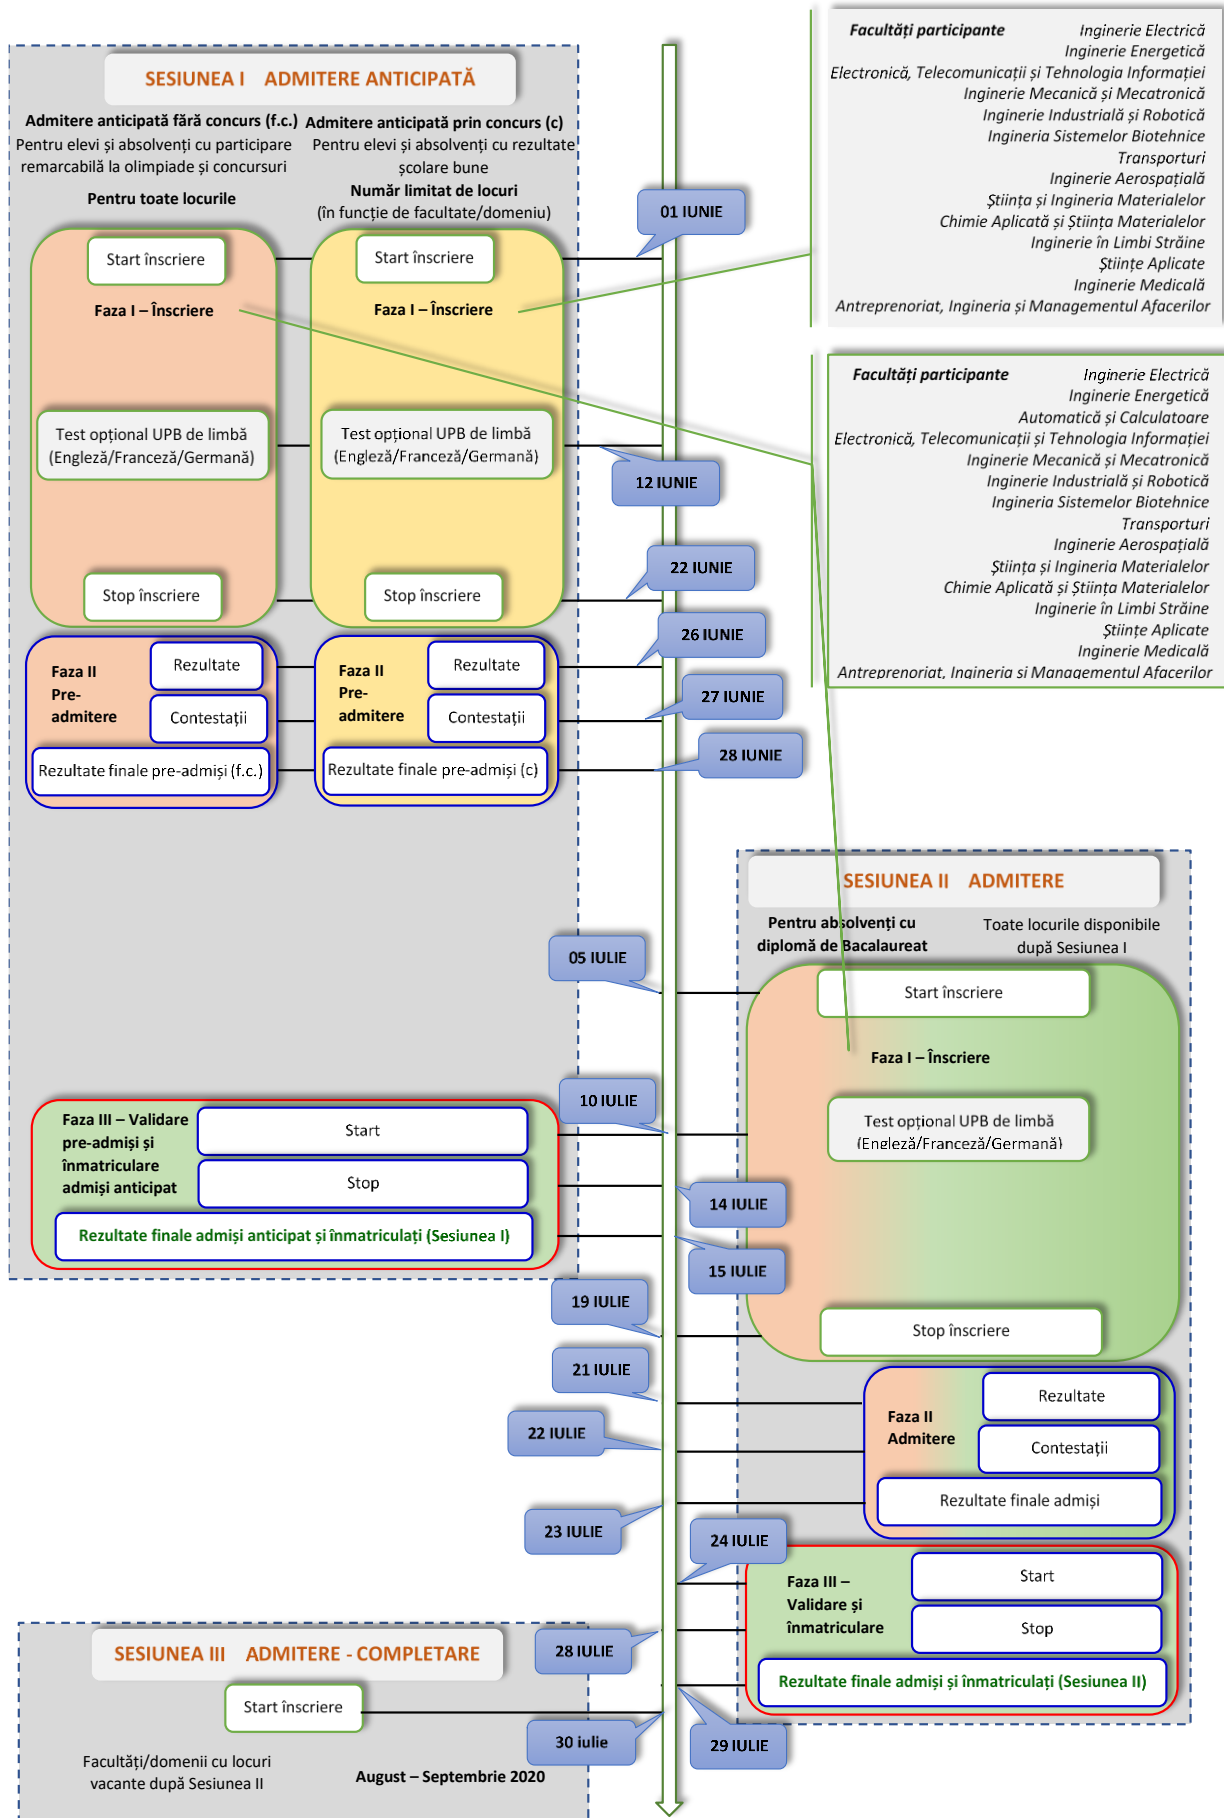 Facultăți participante Inginerie Electrică
Inginerie Energetică
Electronică, Telecomunicații și Tehnologia Informației
Inginerie Mecanică și Mecatronică
Inginerie Industrială și Robotică
Ingineria Sistemelor Biotehnice
Transporturi
Inginerie Aerospațială
Știința și Ingineria Materialelor
Chimie Aplicată și Știința Materialelor
Inginerie în Limbi Străine
Științe Aplicate
Inginerie Medicală
Antreprenoriat, Ingineria și Managementul Afacerilor
SESIUNEA I ADMITERE ANTICIPATĂ
Admitere anticipată fără concurs (f.c.)
Pentru elevi și absolvenți cu participare
remarcabilă la olimpiade și concursuri
Pentru toate locurile
Admitere anticipată prin concurs (c)
Pentru elevi și absolvenți cu rezultate
școlare bune
Număr limitat de locuri
(în funcție de facultate/domeniu)
01 IUNIE
Start înscriere
Start înscriere
Faza I – Înscriere
Faza I – Înscriere
Facultăți participante Inginerie Electrică
Inginerie Energetică
Automatică și Calculatoare
Electronică, Telecomunicații și Tehnologia Informației
Inginerie Mecanică și Mecatronică
Inginerie Industrială și Robotică
Ingineria Sistemelor Biotehnice
Transporturi
Inginerie Aerospațială
Știința și Ingineria Materialelor
Chimie Aplicată și Știința Materialelor
Inginerie în Limbi Străine
Științe Aplicate
Inginerie Medicală
Antreprenoriat, Ingineria și Managementul Afacerilor
Test opțional UPB de limbă
(Engleză/Franceză/Germană)
Test opțional UPB de limbă
(Engleză/Franceză/Germană)
12 IUNIE
22 IUNIE
Stop înscriere
Stop înscriere
26 IUNIE
Faza II
Pre-
admitere
Rezultate
Contestații
Rezultate finale pre-admiși (f.c.)
Faza II
Pre-
admitere
Rezultate
Contestații
Rezultate finale pre-admiși (c)
27 IUNIE
28 IUNIE
SESIUNEA II ADMITERE
Pentru absolvenți cu
diplomă de Bacalaureat
Toate locurile disponibile
după Sesiunea I
05 IULIE
Start înscriere
Faza I – Înscriere
10 IULIE
Test opțional UPB de limbă
(Engleză/Franceză/Germană)
Faza III – Validare
pre-admiși și
înmatriculare
admiși anticipat
Start
Stop
Rezultate finale admiși anticipat și înmatriculați (Sesiunea I)
14 IULIE
15 IULIE
19 IULIE
Stop înscriere
21 IULIE
Faza II
Admitere
Rezultate
Contestații
Rezultate finale admiși
22 IULIE
23 IULIE
24 IULIE
Faza III –
Validare și
înmatriculare
Start
Stop
Rezultate finale admiși și înmatriculați (Sesiunea II)
28 IULIE
SESIUNEA III ADMITERE - COMPLETARE
Start înscriere
30 iulie
29 IULIE
Facultăți/domenii cu locuri
vacante după Sesiunea II
August – Septembrie 2020